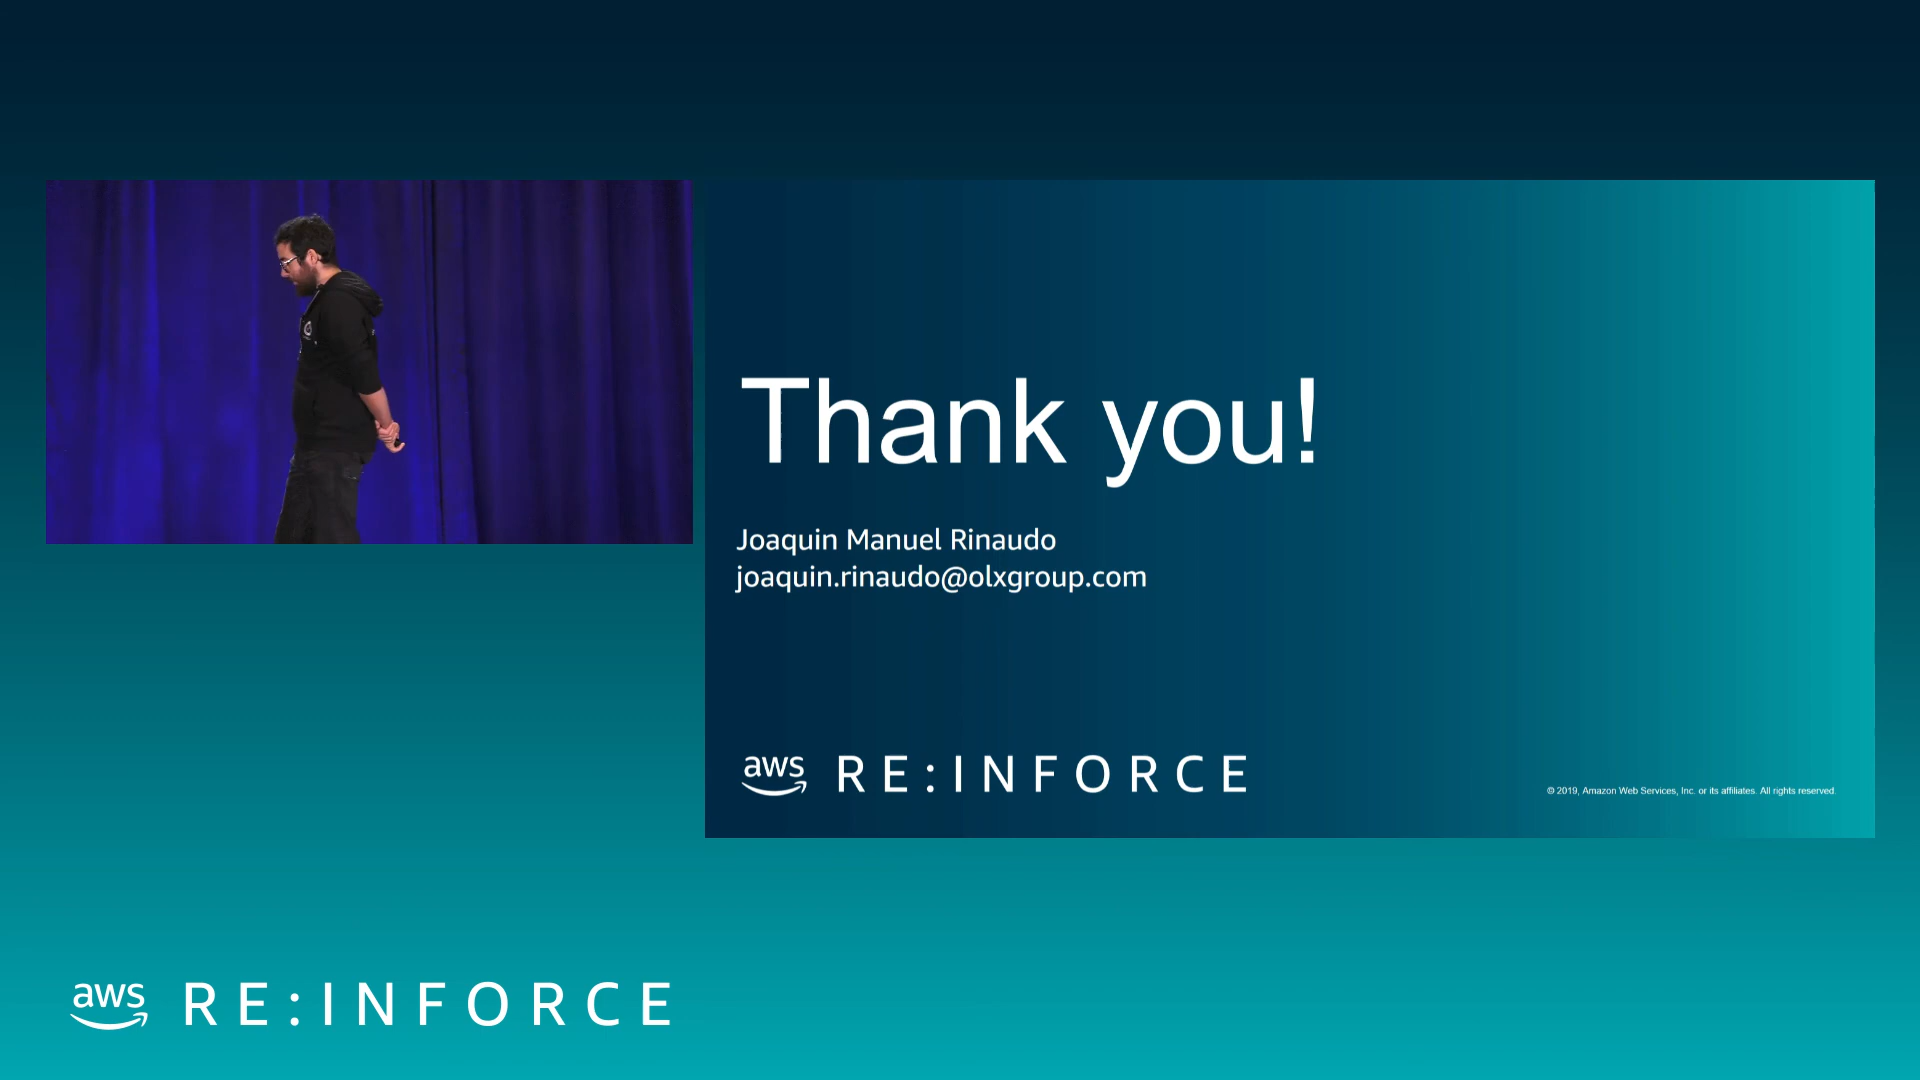 Thank you!
Joaquin Manuel Rinaudo
joaquin.rinaudo@olxgroup.com
aws RE:INFORCE
© 2019, Amazon Web Services, Inc. or its affiliates. All rights reserved.
aws RE:INFORCE